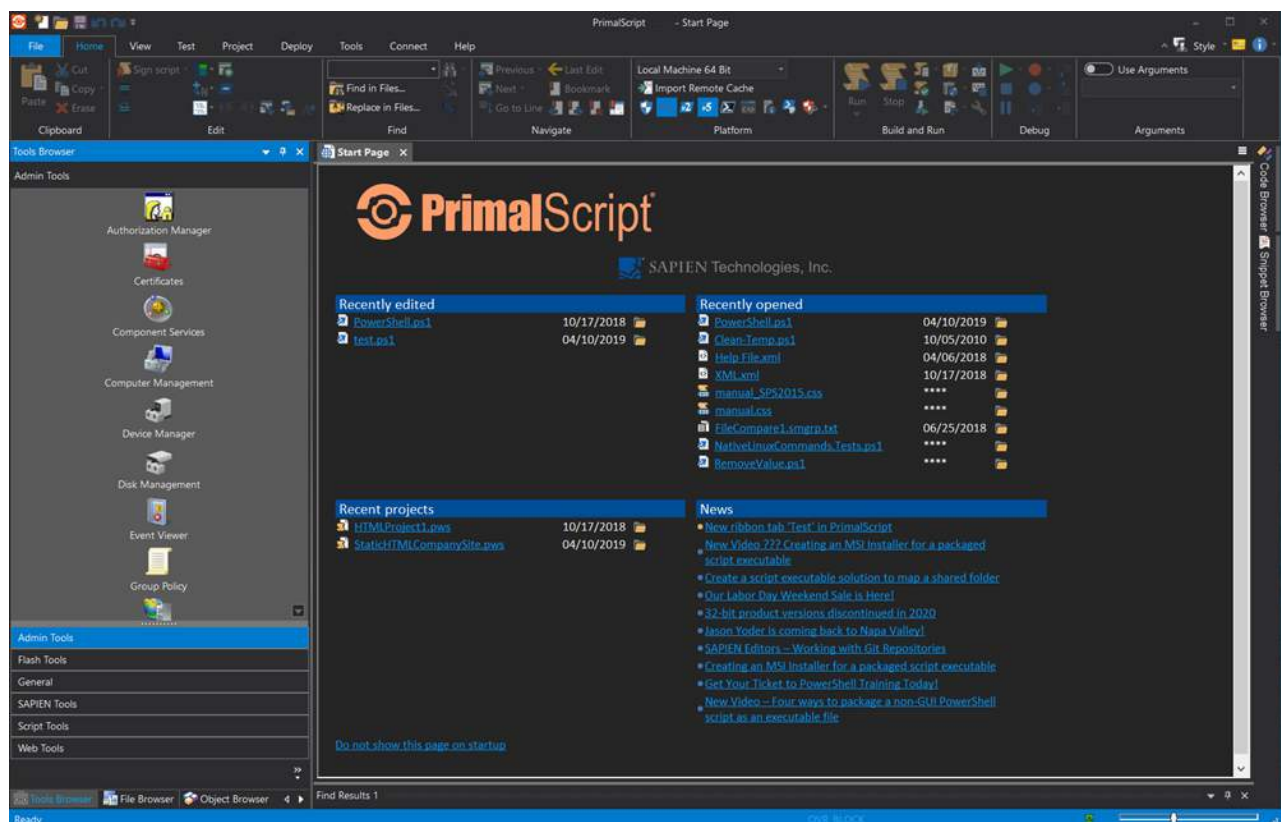 PrimalScript - Start Page
File Home View Test Project Deploy Tools Connect Help Style
Cut
Copy
Paste
Erase
Clipboard
Sign script
Edit
Find in Files...
Replace in Files...
Find
Previous Last Edit
Next Bookmark
Go to Line
Navigate
Local Machine 64 Bit
Import Remote Cache
Platform
Run Stop
Build and Run
Debug
Use Arguments
Arguments
Tools Browser
Admin Tools
Authorization Manager
Certificates
Component Services
Computer Management
Device Manager
Disk Management
Event Viewer
Group Policy
Admin Tools
Flash Tools
General
SAPIEN Tools
Script Tools
Web Tools
Tools Browser File Browser Object Browser
Start Page
PrimalScript
SAPIEN Technologies, Inc.
Recently edited
PowerShell.ps1 10/17/2018
test.ps1 04/10/2019
Recently opened
PowerShell.ps1 04/10/2019
Clean-Temp.ps1 10/05/2010
Help File.xml 04/06/2018
XML.xml 10/17/2018
manual_SPS2015.css ****
manual.css ****
FileCompare1.smgrp.txt 06/25/2018
NativeLinuxCommands.Tests.ps1 ****
RemoveValue.ps1 ****
Recent projects
HTMLProject1.pws 10/17/2018
StaticHTMLCompanySite.pws 04/10/2019
News
New ribbon tab 'Test' in PrimalScript
New Video ??? Creating an MSI Installer for a packaged
script executable
Create a script executable solution to map a shared folder
Our Labor Day Weekend Sale is Here!
32-bit product versions discontinued in 2020
Jason Yoder is coming back to Napa Valley!
SAPIEN Editors – Working with Git Repositories
Creating an MSI Installer for a packaged script executable
Get Your Ticket to PowerShell Training Today!
New Video – Four ways to package a non-GUI PowerShell
script as an executable file
Do not show this page on startup
Code Browser
Snippet Browser
Find Results 1
Ready
OVR BLOCK